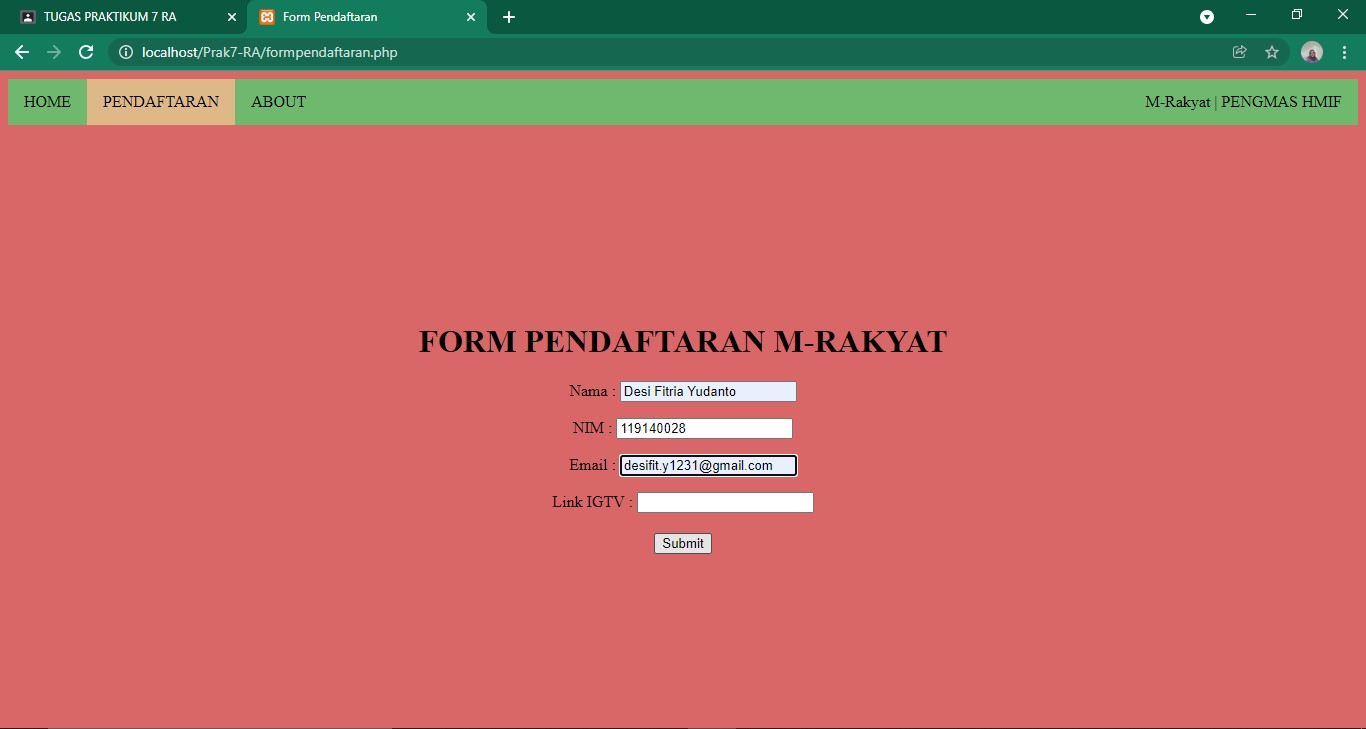 TUGAS PRAKTIKUM 7 RA
Form Pendaftaran
localhost/Prak7-RA/formpendaftaran.php
HOME PENDAFTARAN ABOUT M-Rakyat | PENGMAS HMIF
FORM PENDAFTARAN M-RAKYAT
Nama : Desi Fitria Yudanto
NIM : 119140028
Email : desifit.y1231@gmail.com
Link IGTV :
Submit